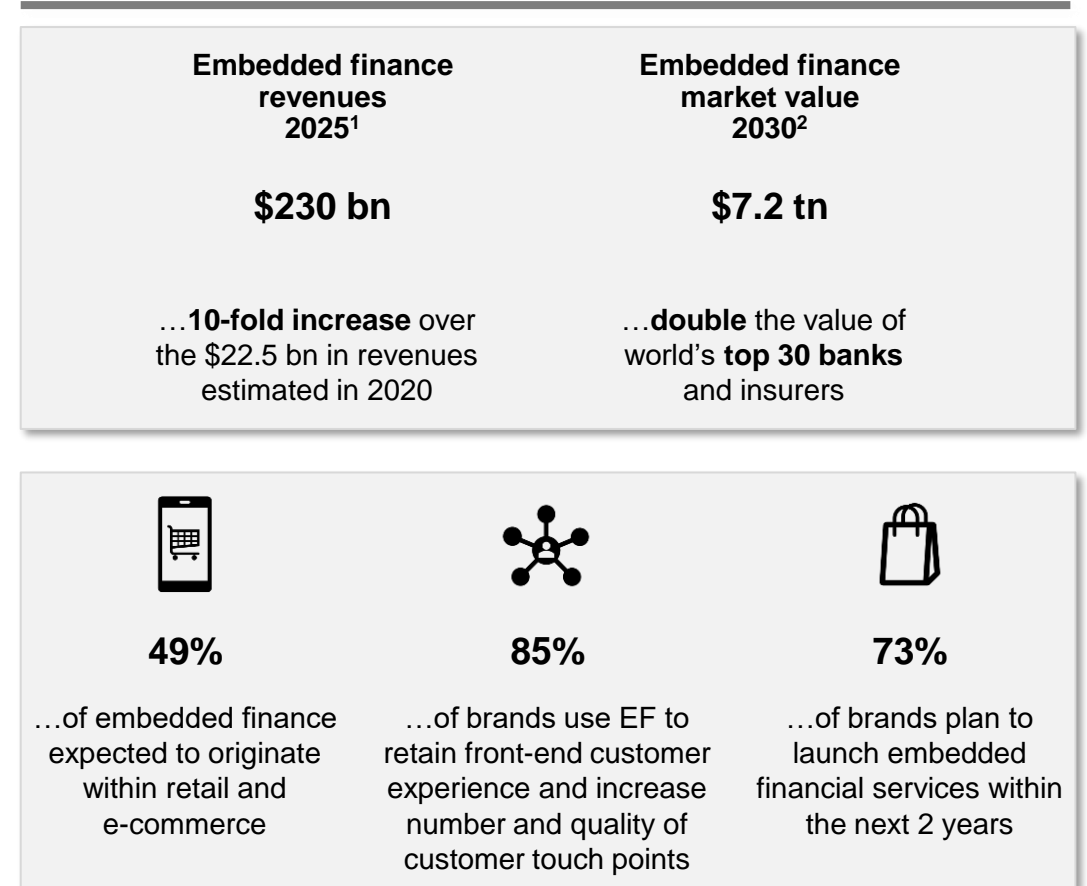 Embedded finance
revenues
2025¹
$230 bn
…10-fold increase over
the $22.5 bn in revenues
estimated in 2020
Embedded finance
market value
2030²
$7.2 tn
…double the value of
world's top 30 banks
and insurers
49%
…of embedded finance
expected to originate
within retail and
e-commerce
85%
…of brands use EF to
retain front-end customer
experience and increase
number and quality of
customer touch points
73%
…of brands plan to
launch embedded
financial services within
the next 2 years